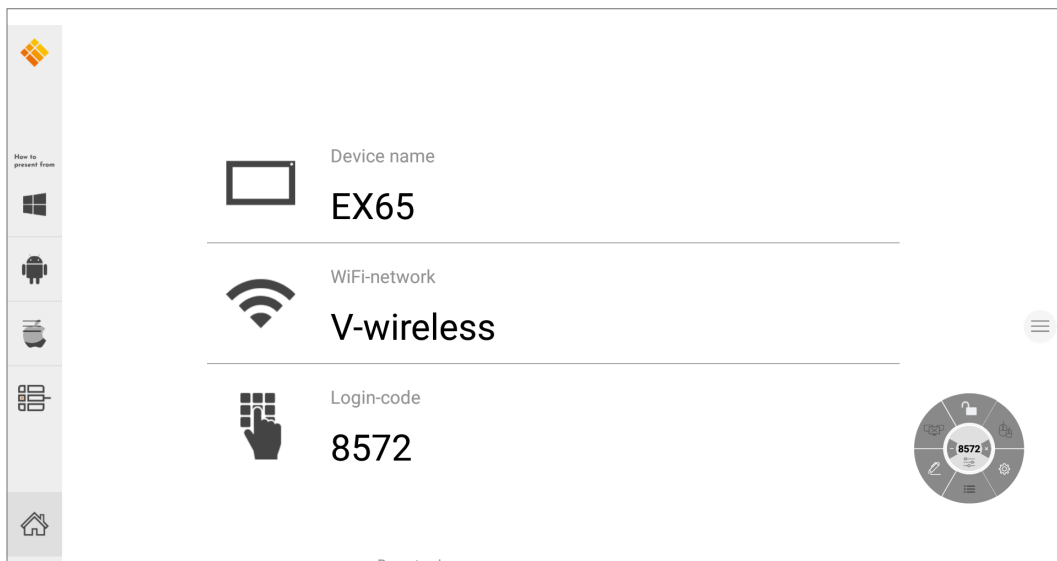 How to
present from
Device name
EX65
WiFi-network
V-wireless
Login-code
8572
8572